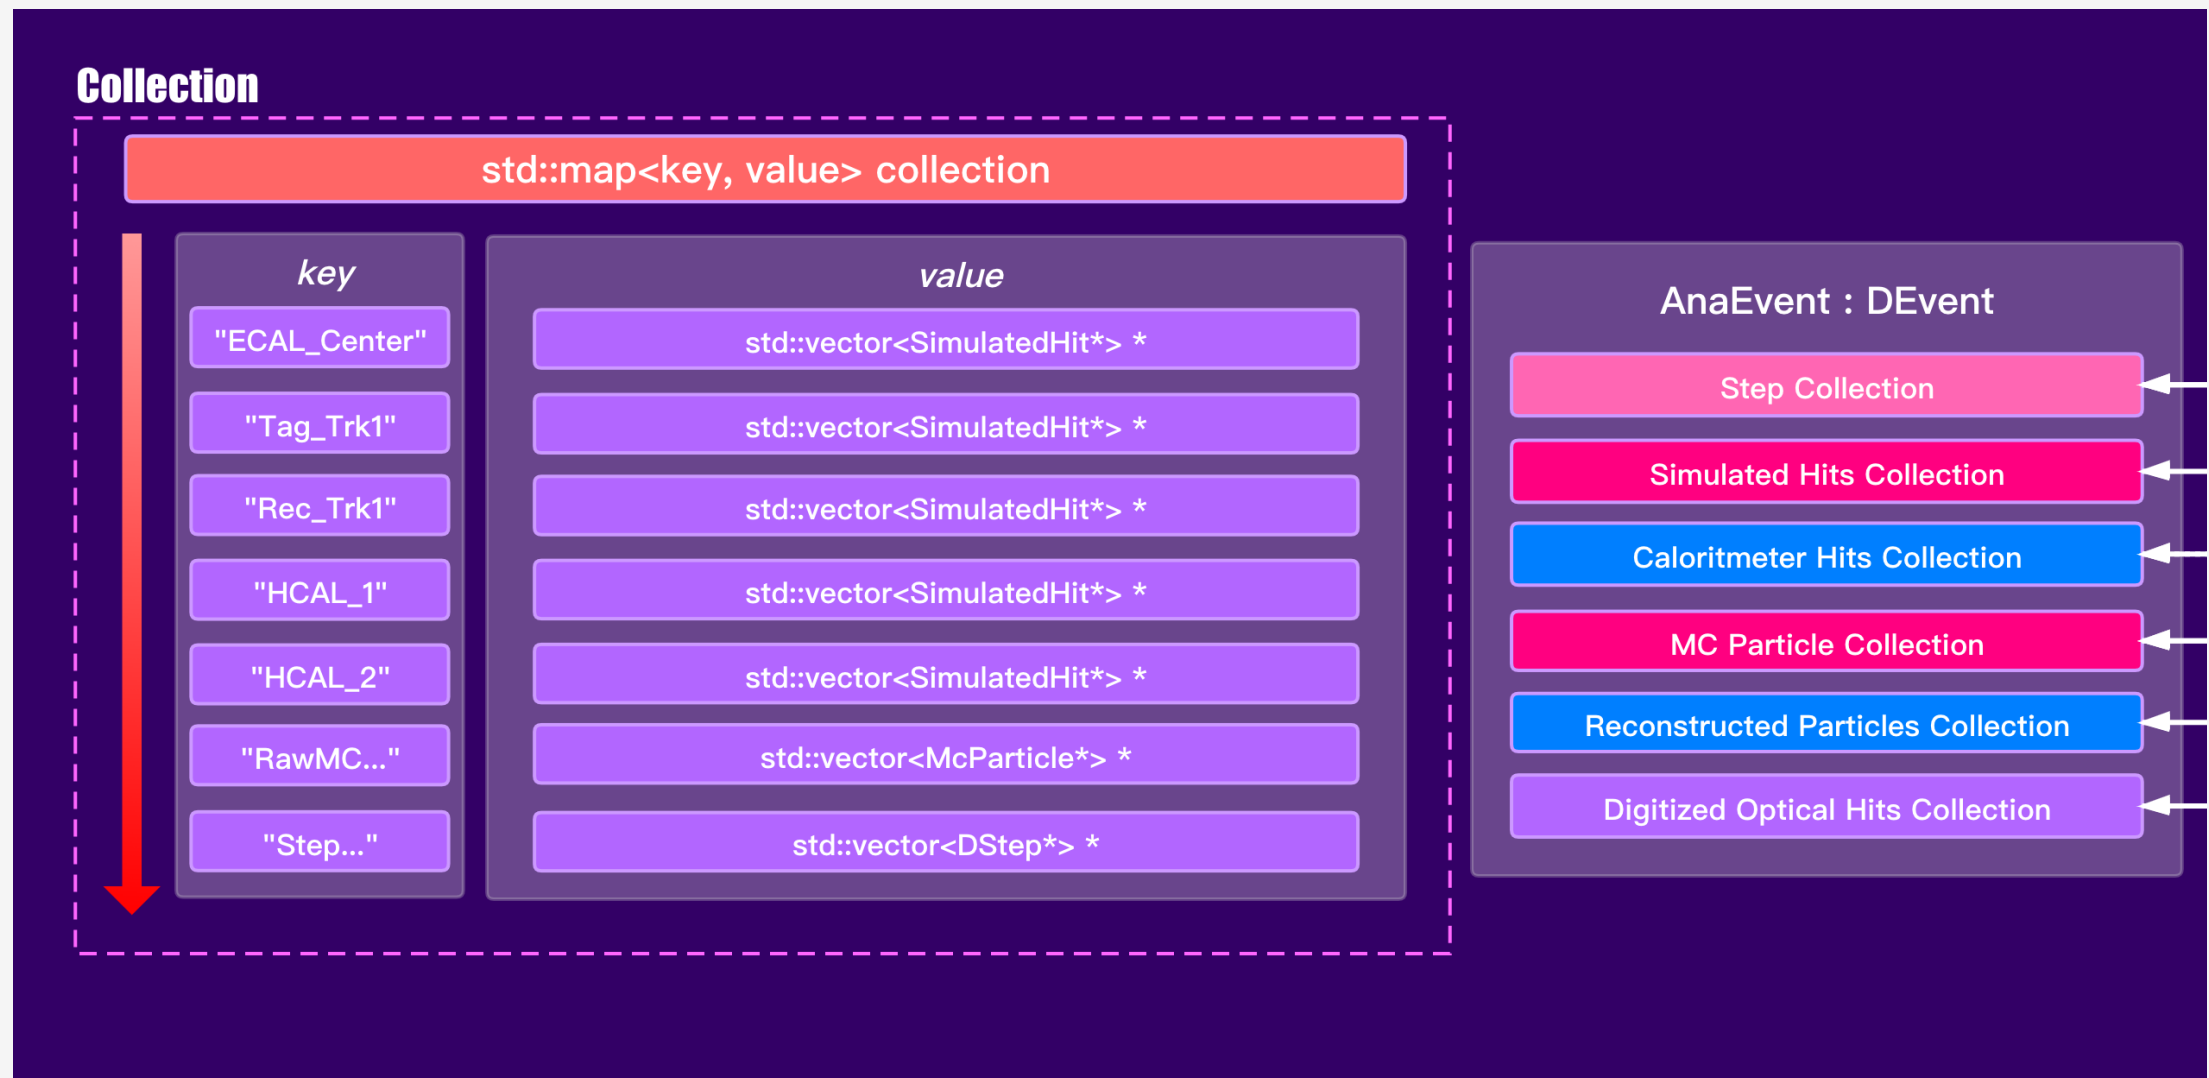 Collection
std::map<key, value> collection
key
value
"ECAL_Center"
std::vector<SimulatedHit*> *
"Tag_Trk1"
std::vector<SimulatedHit*> *
"Rec_Trk1"
std::vector<SimulatedHit*> *
"HCAL_1"
std::vector<SimulatedHit*> *
"HCAL_2"
std::vector<SimulatedHit*> *
"RawMC..."
std::vector<McParticle*> *
"Step..."
std::vector<DStep*> *
AnaEvent : DEvent
Step Collection
Simulated Hits Collection
Caloritmeter Hits Collection
MC Particle Collection
Reconstructed Particles Collection
Digitized Optical Hits Collection